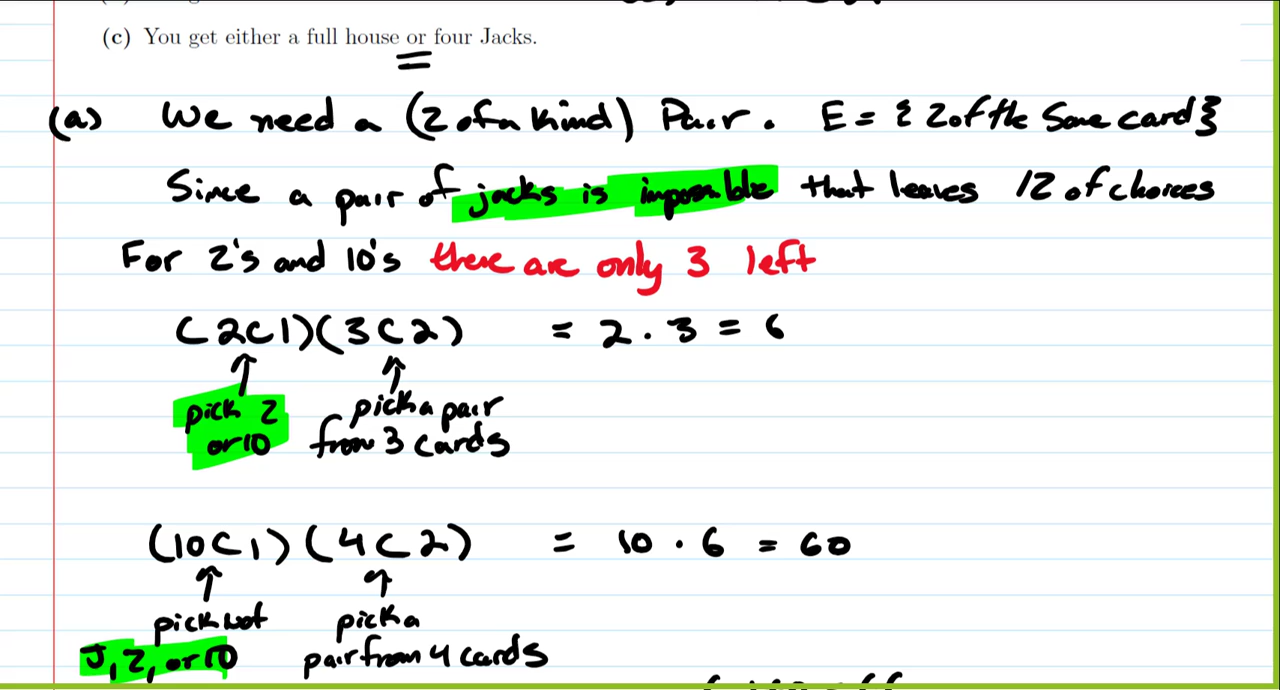 (c) You get either a full house or four Jacks.
(a) We need a (2 of a kind) Pair. E = { 2 of the Same card }
Since a pair of jacks is impossible that leaves 12 of choices
For 2's and 10's there are only 3 left
(2C1)(3C2) = 2 · 3 = 6
pick 2 or 10
pick a pair from 3 cards
(10C1)(4C2) = 10 · 6 = 60
pick not J, 2, or 10
pick a pair from 4 cards